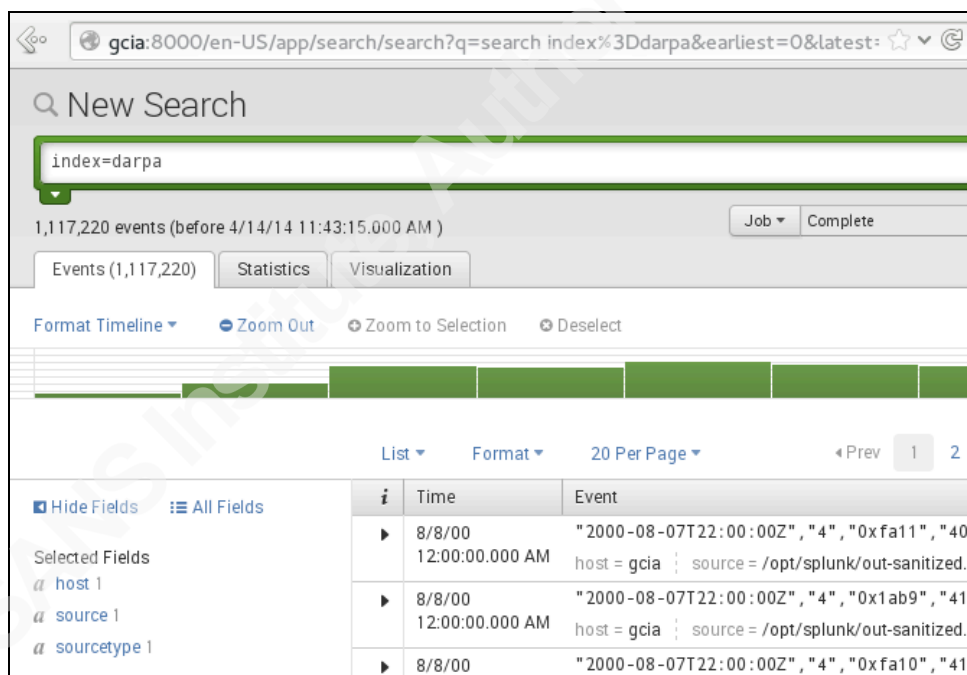 gcia:8000/en-US/app/search/search?q=search index%3Ddarpa&earliest=0&latest=
New Search
index=darpa
1,117,220 events (before 4/14/14 11:43:15.000 AM )
Job Complete
Events (1,117,220) Statistics Visualization
Format Timeline Zoom Out Zoom to Selection Deselect
List Format 20 Per Page Prev 1 2
Hide Fields All Fields
i Time Event
Selected Fields
a host 1
a source 1
a sourcetype 1
8/8/00 "2000-08-07T22:00:00Z","4","0xfa11","40
12:00:00.000 AM host = gcia source = /opt/splunk/out-sanitized.
8/8/00 "2000-08-07T22:00:00Z","4","0x1ab9","41
12:00:00.000 AM host = gcia source = /opt/splunk/out-sanitized.
8/8/00 "2000-08-07T22:00:00Z","4","0xfa10","41
SANS Institute, Author